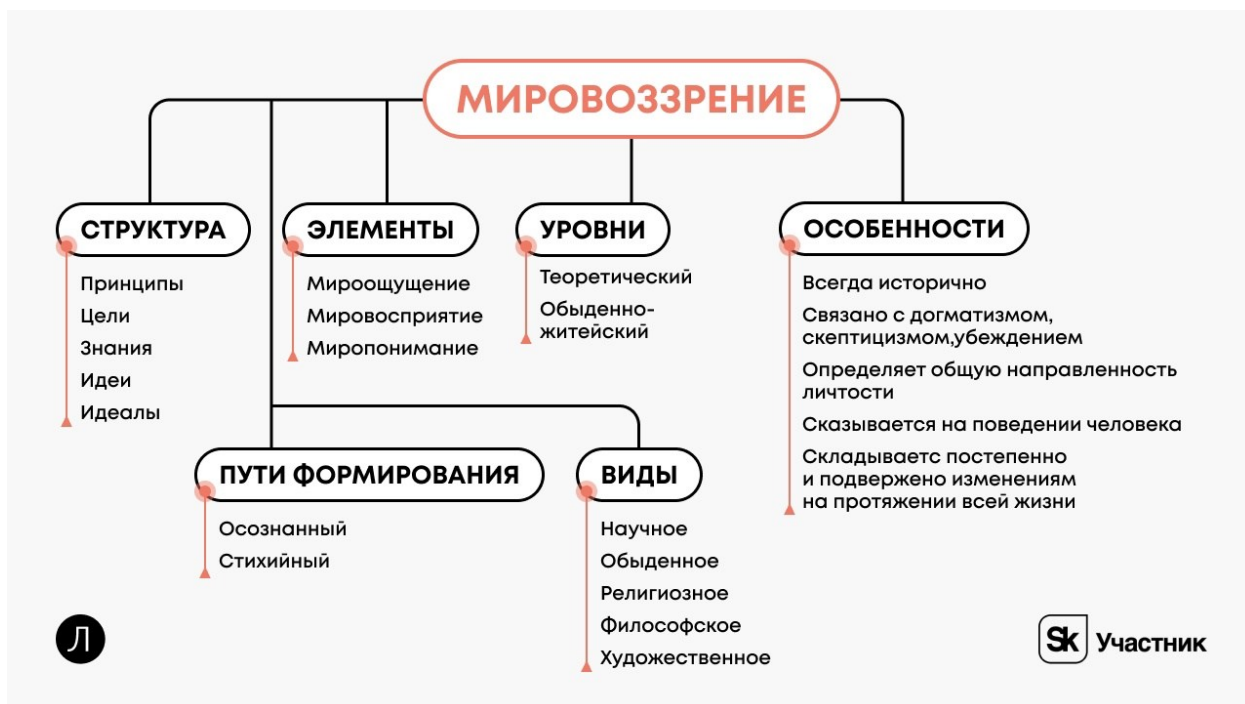 МИРОВОЗЗРЕНИЕ
СТРУКТУРА
Принципы
Цели
Знания
Идеи
Идеалы
ЭЛЕМЕНТЫ
Мироощущение
Мировосприятие
Миропонимание
УРОВНИ
Теоретический
Обыденно-
житейский
ОСОБЕННОСТИ
Всегда исторично
Связано с догматизмом,
скептицизмом,убеждением
Определяет общую направленность
личтости
Сказывается на поведении человека
Складываетс постепенно
и подвержено изменениям
на протяжении всей жизни
ПУТИ ФОРМИРОВАНИЯ
Осознанный
Стихийный
ВИДЫ
Научное
Обыденное
Религиозное
Философское
Художественное
Л
Sk Участник